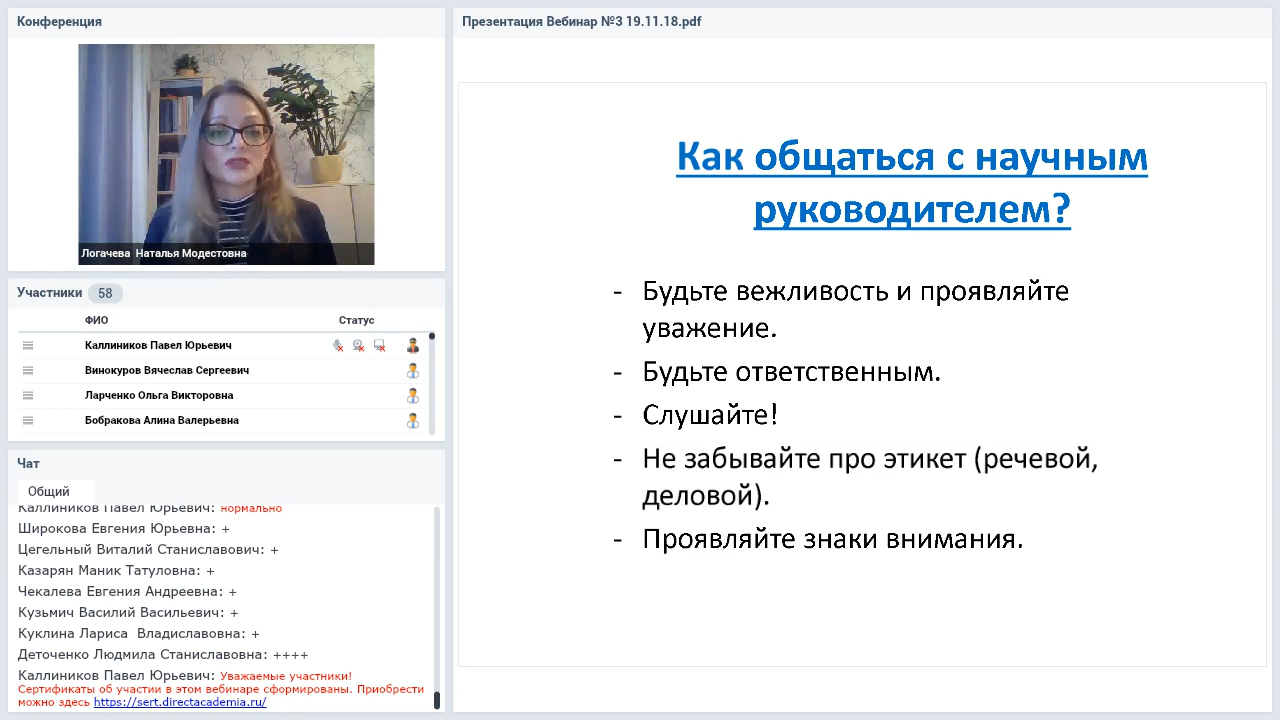 Конференция
Логачева Наталья Модестовна
Участники 58
ФИО Статус
Каллиников Павел Юрьевич
Винокуров Вячеслав Сергеевич
Ларченко Ольга Викторовна
Бобракова Алина Валерьевна
Чат
Общий
Каллиников Павел Юрьевич: нормально
Широкова Евгения Юрьевна: +
Цегельный Виталий Станиславович: +
Казарян Маник Татуловна: +
Чекалева Евгения Андреевна: +
Кузьмич Василий Васильевич: +
Куклина Лариса Владиславовна: +
Деточенко Людмила Станиславовна: ++++
Каллиников Павел Юрьевич: Уважаемые участники!
Сертификаты об участии в этом вебинаре сформированы. Приобрести
можно здесь https://sert.directacademia.ru/
Презентация Вебинар №3 19.11.18.pdf
Как общаться с научным
руководителем?
- Будьте вежливость и проявляйте
уважение.
- Будьте ответственным.
- Слушайте!
- Не забывайте про этикет (речевой,
деловой).
- Проявляйте знаки внимания.